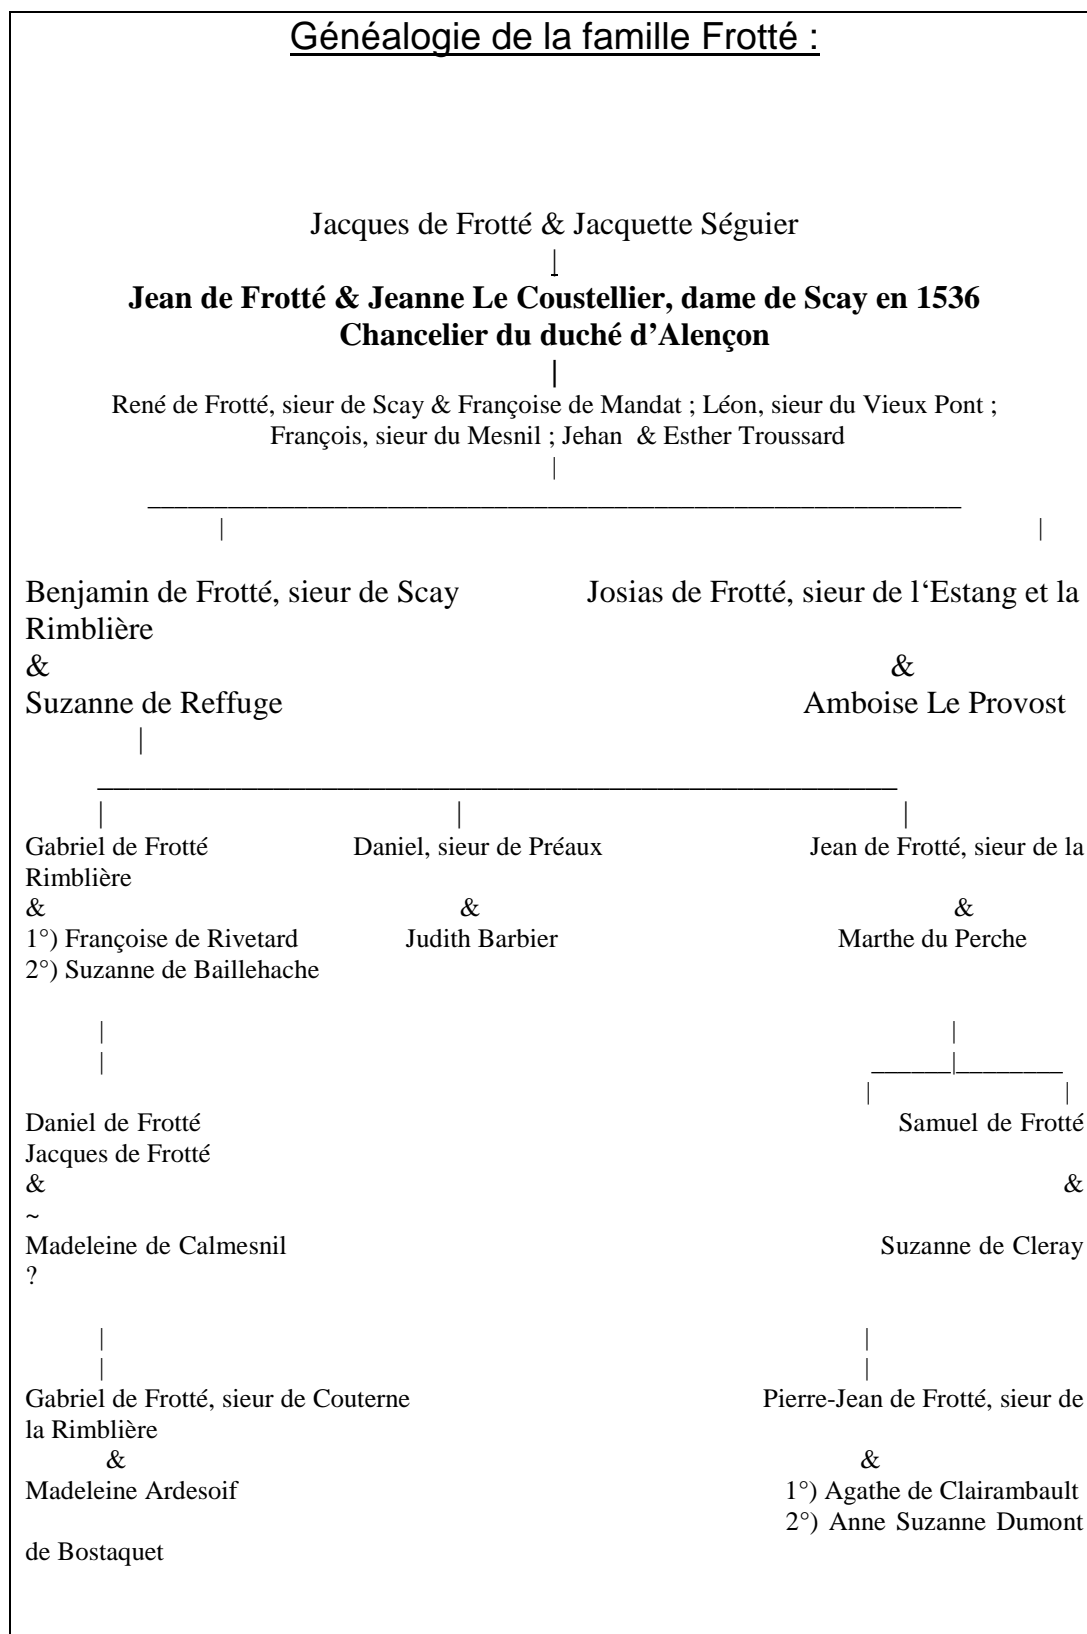 Généalogie de la famille Frotté :
Jacques de Frotté & Jacquette Séguier
|
Jean de Frotté & Jeanne Le Coustellier, dame de Scay en 1536
Chancelier du duché d’Alençon
|
René de Frotté, sieur de Scay & Françoise de Mandat ; Léon, sieur du Vieux Pont ;
François, sieur du Mesnil ; Jehan & Esther Troussard
|
| |
Benjamin de Frotté, sieur de Scay Josias de Frotté, sieur de l‘Estang et la
Rimblière
& &
Suzanne de Reffuge Amboise Le Provost
|
| | |
Gabriel de Frotté Daniel, sieur de Préaux Jean de Frotté, sieur de la
Rimblière
& & &
1°) Françoise de Rivetard Judith Barbier Marthe du Perche
2°) Suzanne de Baillehache
| |
| |
| |
Daniel de Frotté Samuel de Frotté
Jacques de Frotté
& &
~
Madeleine de Calmesnil Suzanne de Cleray
?
| |
| |
Gabriel de Frotté, sieur de Couterne Pierre-Jean de Frotté, sieur de
la Rimblière
& &
Madeleine Ardesoif 1°) Agathe de Clairambault
2°) Anne Suzanne Dumont
de Bostaquet